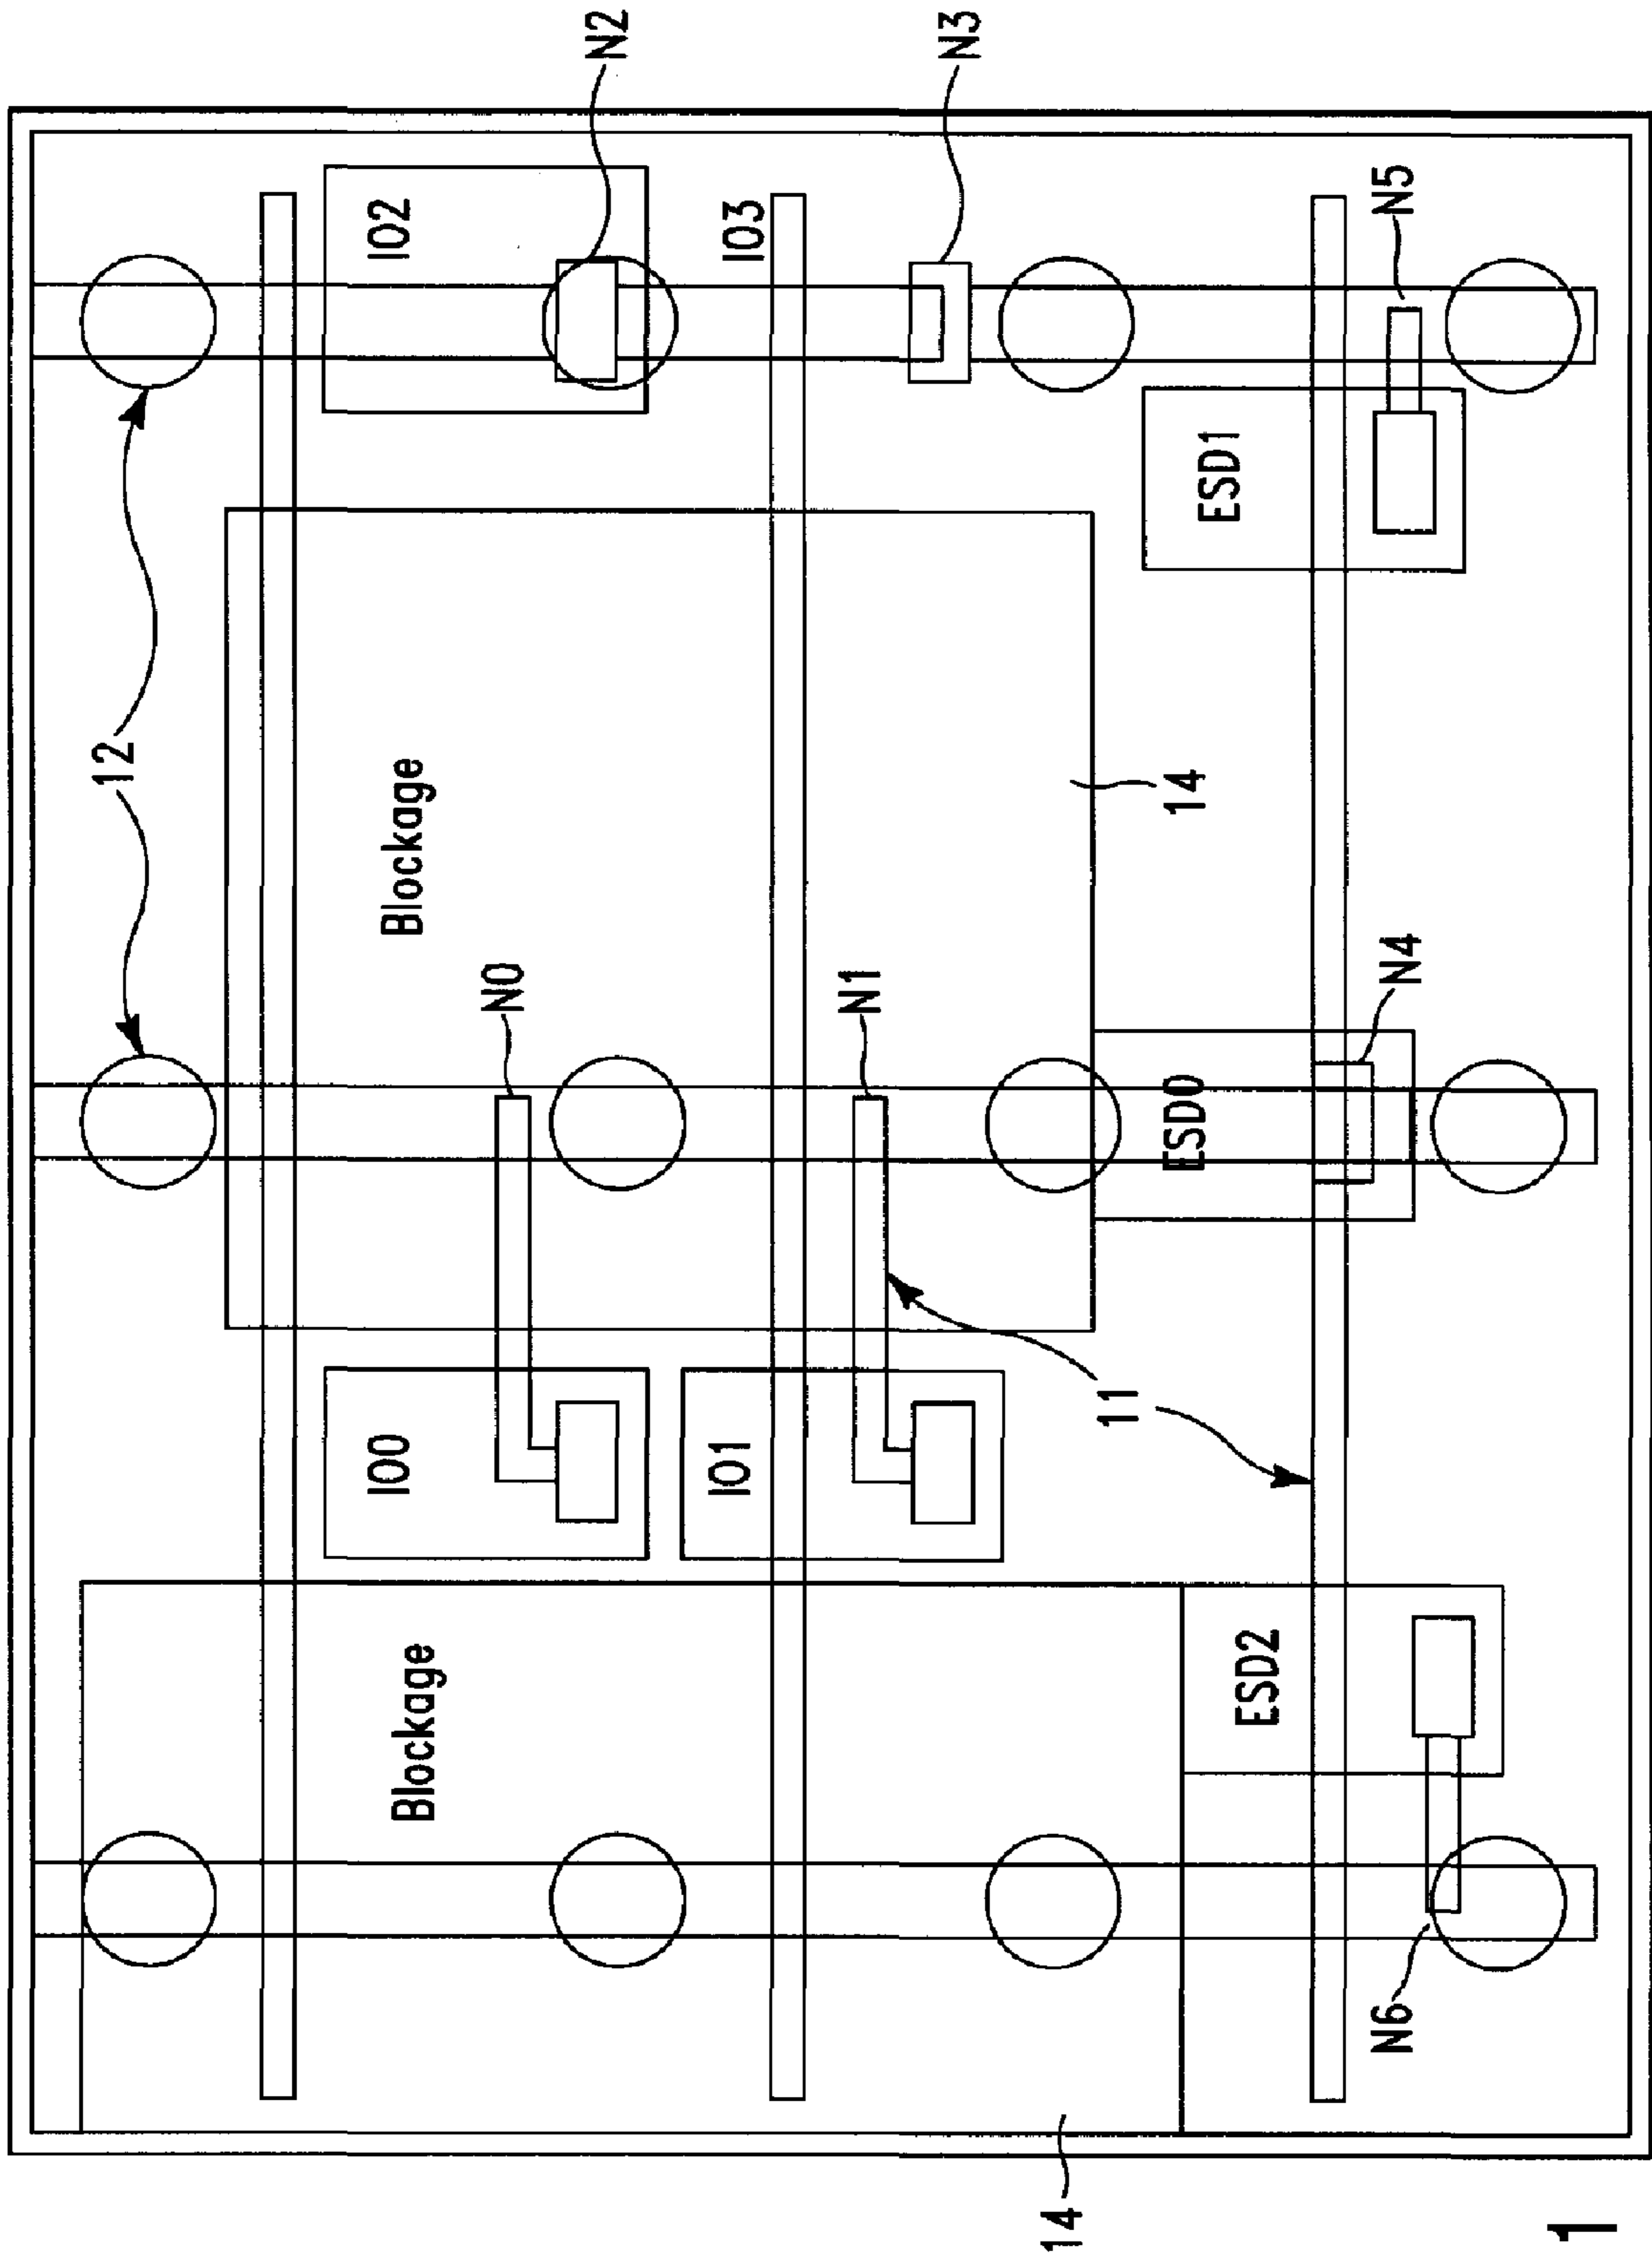 12
Blockage
IO0
Blockage
IO2
N0
N2
IO1
IO3
N1
N3
14
11
ESD0
14
ESD1
ESD2
N6
N4
N5
1